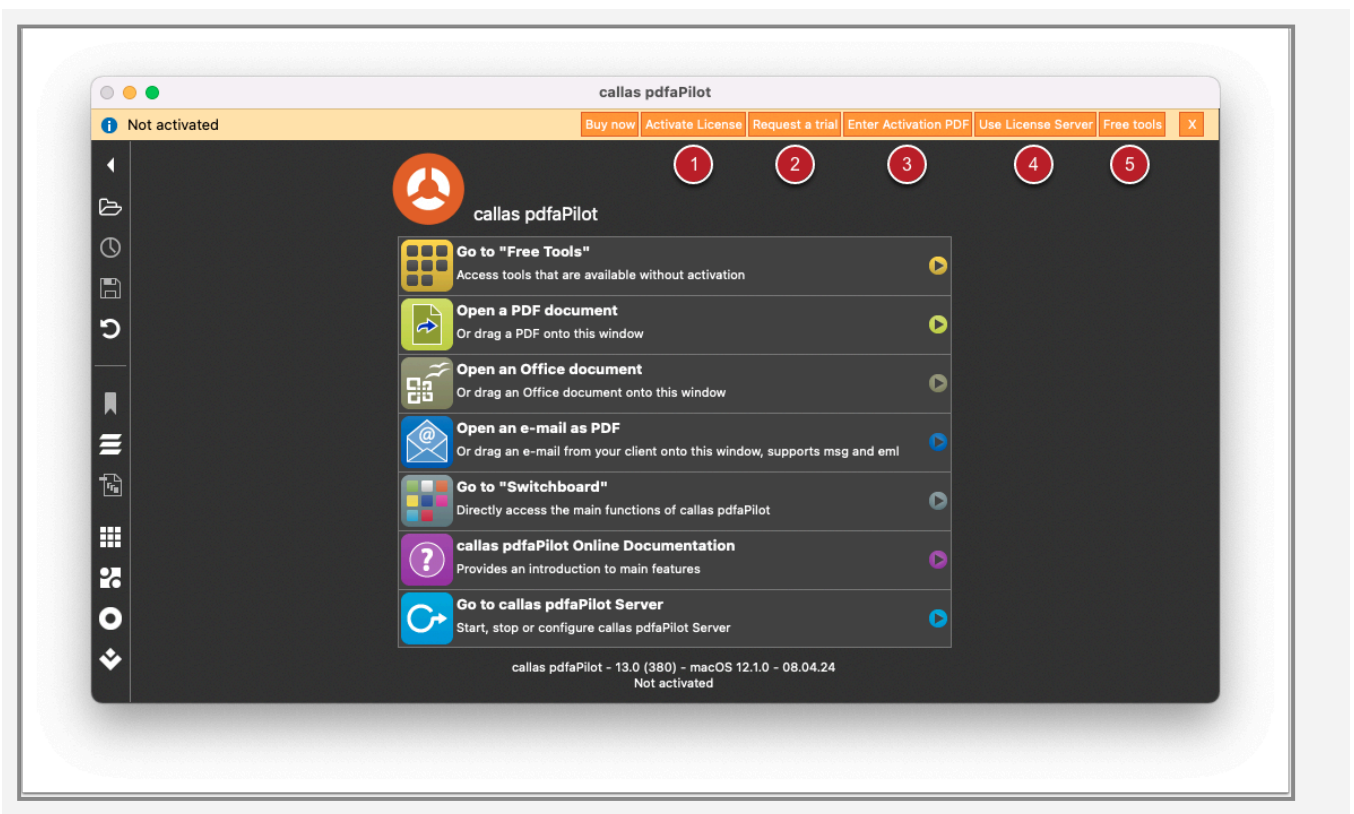 callas pdfaPilot
Not activated
Buy now Activate License Request a trial Enter Activation PDF Use License Server Free tools X
1 2 3 4 5
callas pdfaPilot
Go to "Free Tools"
Access tools that are available without activation
Open a PDF document
Or drag a PDF onto this window
Open an Office document
Or drag an Office document onto this window
Open an e-mail as PDF
Or drag an e-mail from your client onto this window, supports msg and eml
Go to "Switchboard"
Directly access the main functions of callas pdfaPilot
callas pdfaPilot Online Documentation
Provides an introduction to main features
Go to callas pdfaPilot Server
Start, stop or configure callas pdfaPilot Server
callas pdfaPilot - 13.0 (380) - macOS 12.1.0 - 08.04.24
Not activated